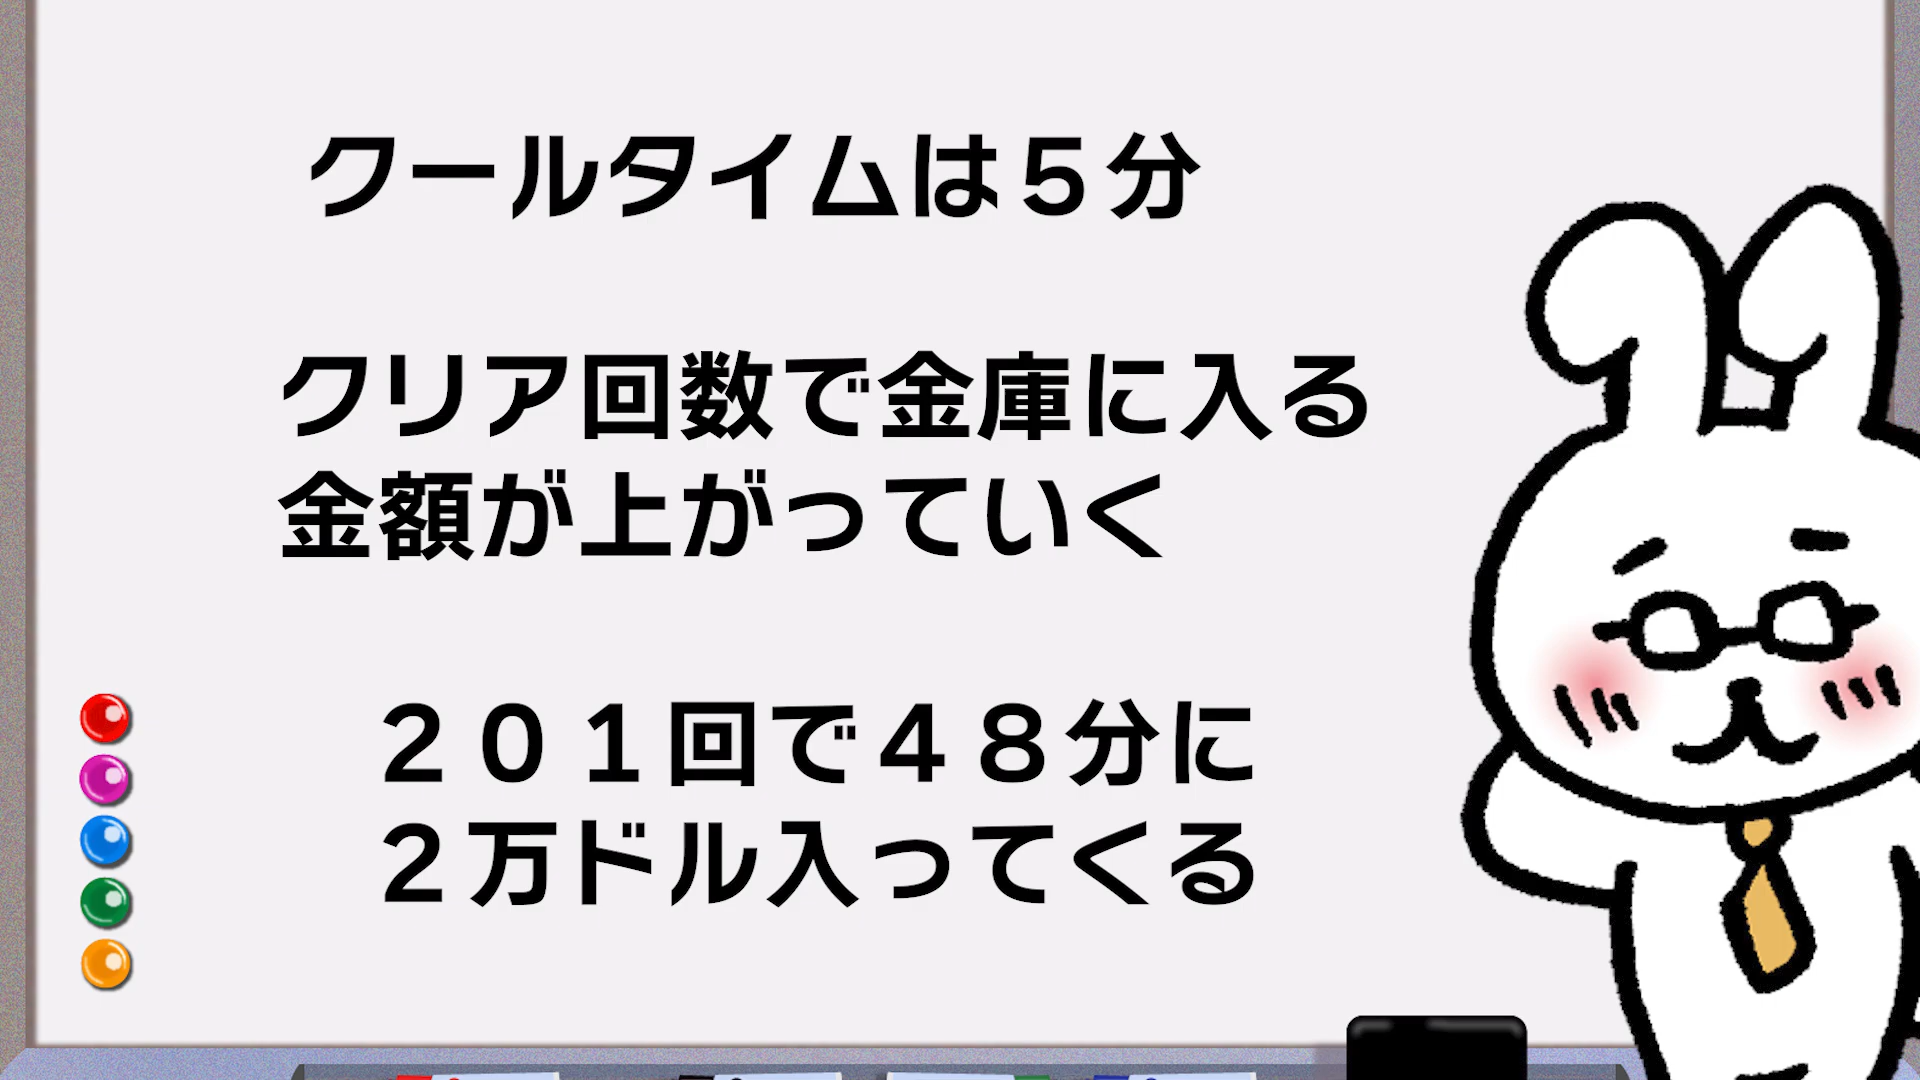 クールタイムは５分
クリア回数で金庫に入る
金額が上がっていく
２０１回で４８分に
２万ドル入ってくる